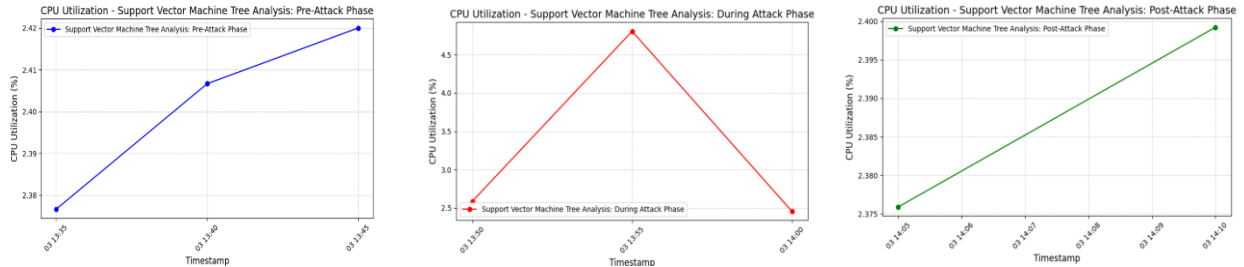 CPU Utilization - Support Vector Machine Tree Analysis: Pre-Attack Phase
Support Vector Machine Tree Analysis: Pre-Attack Phase
CPU Utilization (%)
2.42
2.41
2.40
2.39
2.38
03 13:35
03 13:40
03 13:45
Timestamp
CPU Utilization - Support Vector Machine Tree Analysis: During Attack Phase
CPU Utilization (%)
4.5
4.0
3.5
3.0
2.5
Support Vector Machine Tree Analysis: During Attack Phase
03 13:50
03 13:55
03 14:00
Timestamp
CPU Utilization - Support Vector Machine Tree Analysis: Post-Attack Phase
Support Vector Machine Tree Analysis: Post-Attack Phase
CPU Utilization (%)
2.400
2.395
2.390
2.385
2.380
2.375
03 14:05
03 14:06
03 14:07
03 14:08
03 14:09
03 14:10
Timestamp